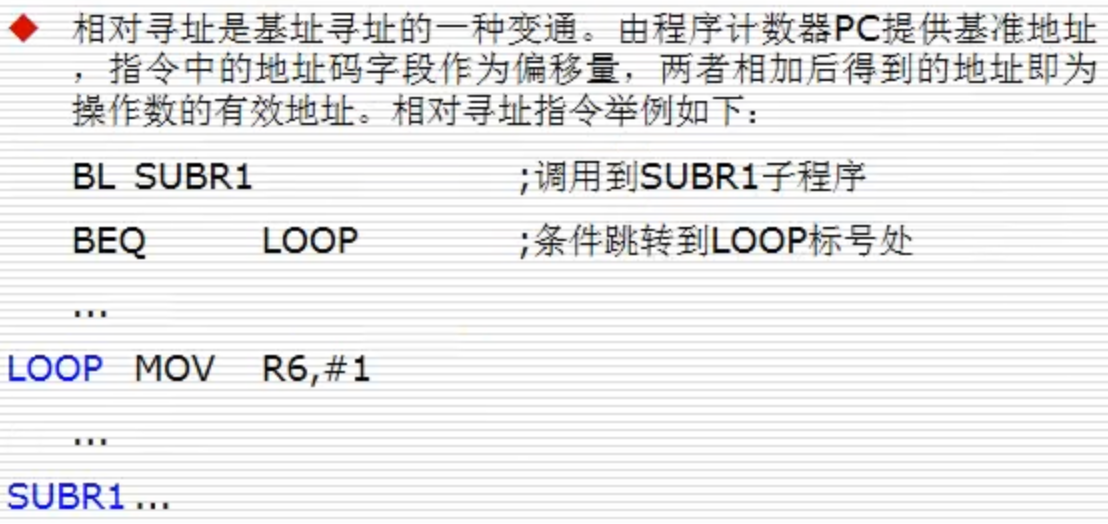 ◆ 相对寻址是基址寻址的一种变通。由程序计数器PC提供基准地址
，指令中的地址码字段作为偏移量，两者相加后得到的地址即为
操作数的有效地址。相对寻址指令举例如下：
BL SUBR1 ;调用到SUBR1子程序
BEQ LOOP ;条件跳转到LOOP标号处
...
LOOP MOV R6,#1
...
SUBR1 ...